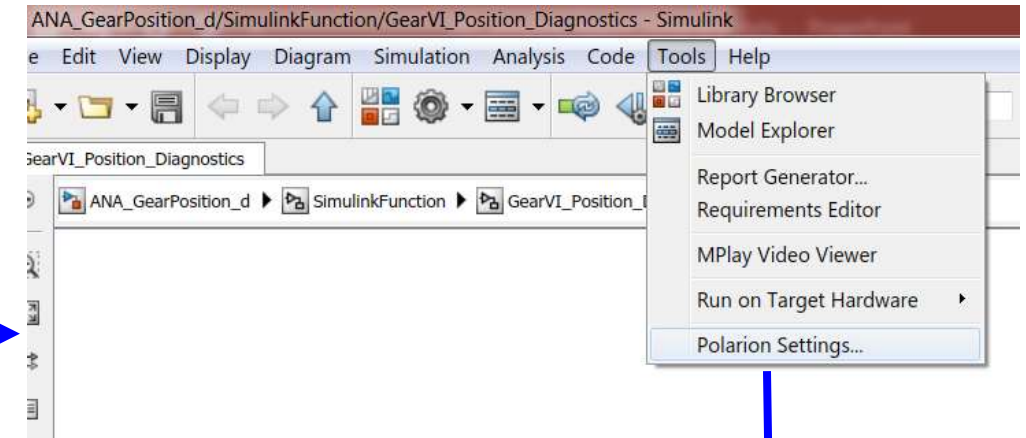 ANA_GearPosition_d/SimulinkFunction/GearVI_Position_Diagnostics - Simulink
e Edit View Display Diagram Simulation Analysis Code Tools Help
Library Browser
Model Explorer
GearVI_Position_Diagnostics
ANA_GearPosition_d SimulinkFunction GearVI_Position_
Report Generator...
Requirements Editor
MPlay Video Viewer
Run on Target Hardware
Polarion Settings...